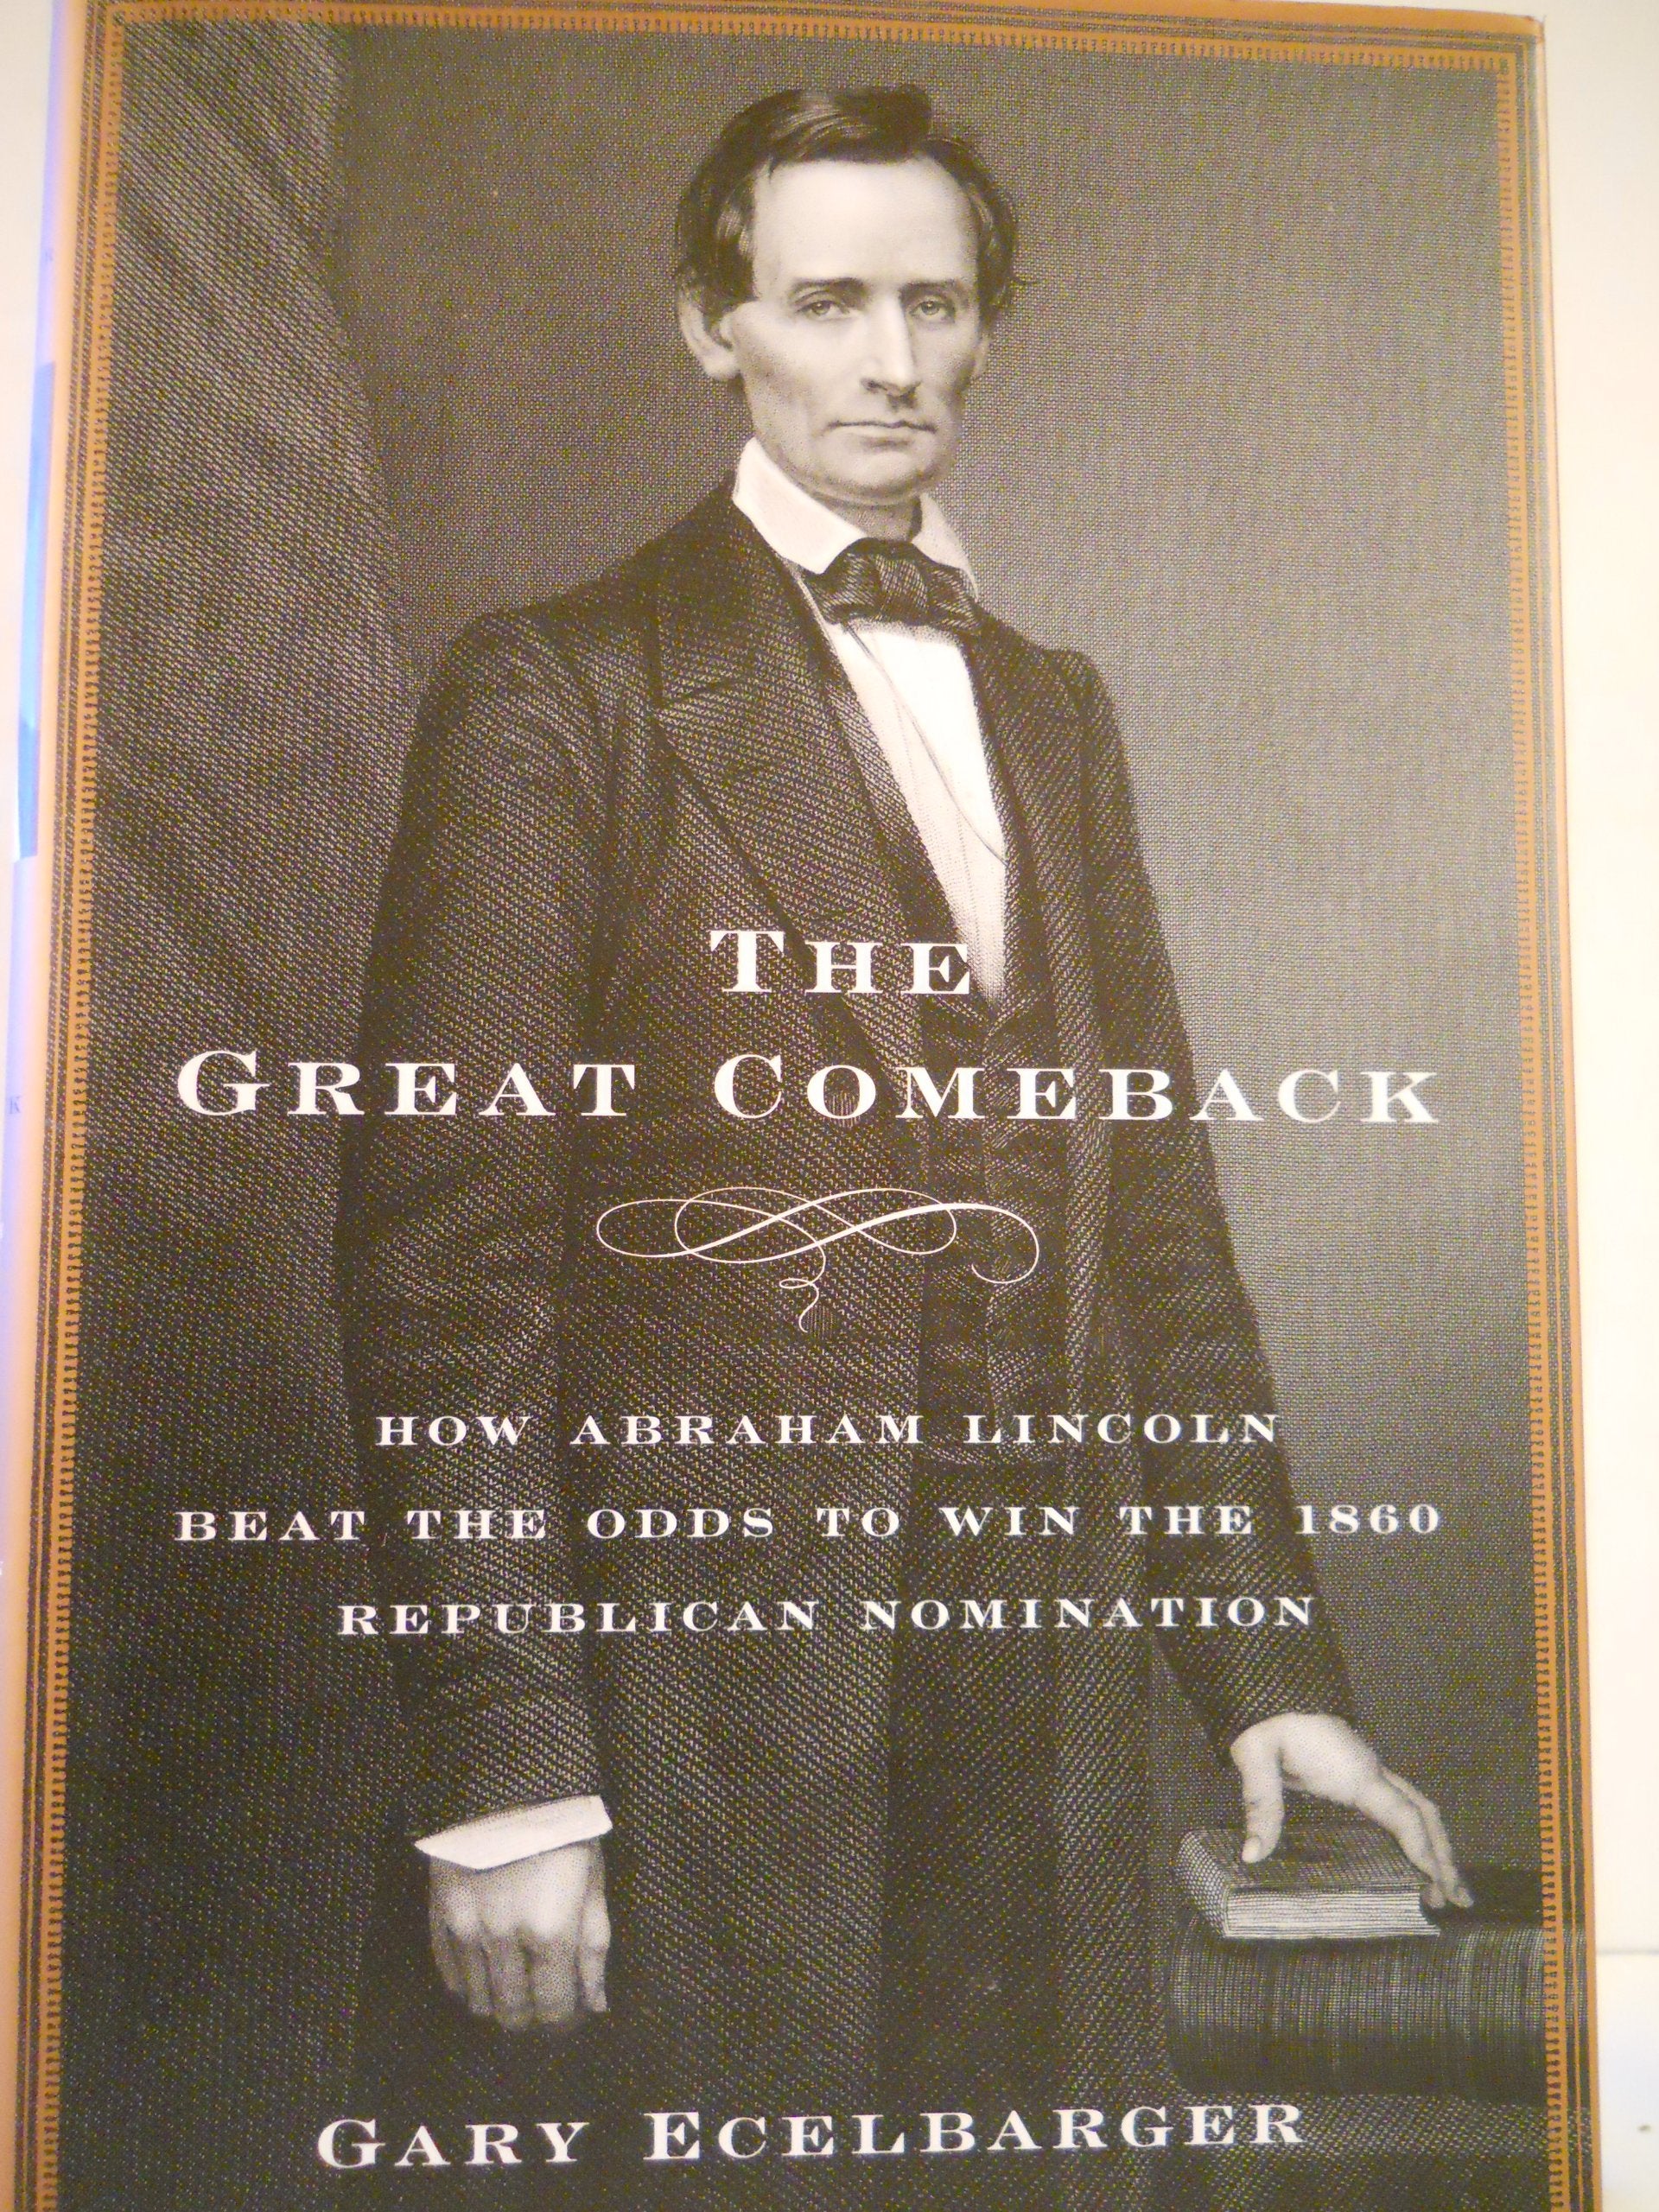 THE
GREAT COMEBACK
HOW ABRAHAM LINCOLN
BEAT THE ODDS TO WIN THE 1860
REPUBLICAN NOMINATION
GARY ECELBARGER